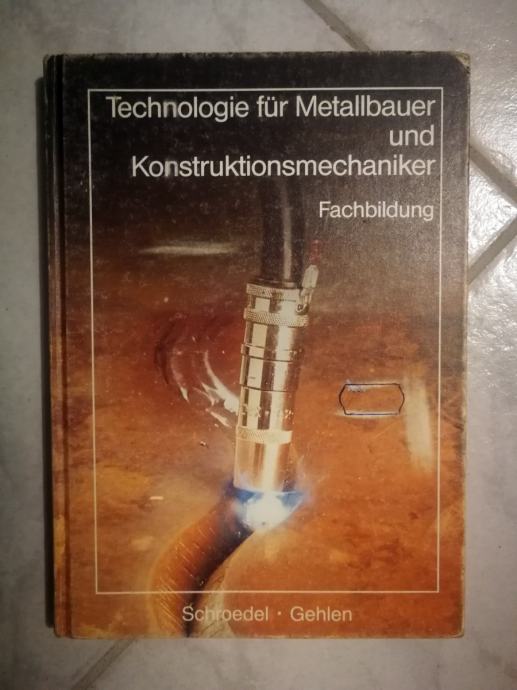 Technologie für Metallbauer
und
Konstruktionsmechaniker
Fachbildung
Schroedel · Gehlen